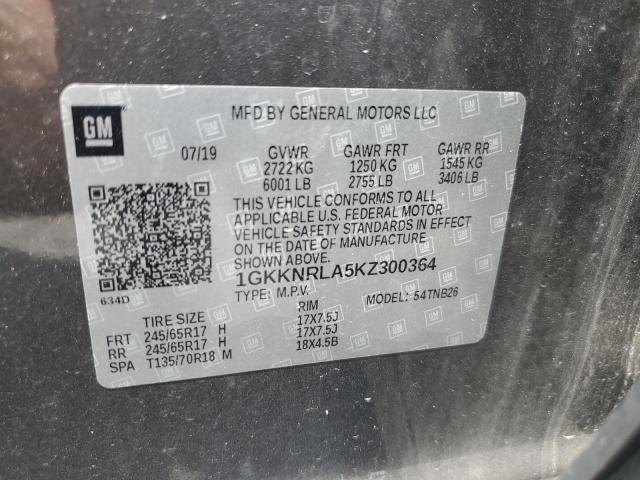 GM
MFD BY GENERAL MOTORS LLC
07/19 GVWR GAWR FRT GAWR RR
2722 KG 1250 KG 1545 KG
6001 LB 2755 LB 3406 LB
THIS VEHICLE CONFORMS TO ALL
APPLICABLE U.S. FEDERAL MOTOR
VEHICLE SAFETY STANDARDS IN EFFECT
ON THE DATE OF MANUFACTURE
SHOWN ABOVE.
1GKKNRLA5KZ300364
634D
TYPE: M.P.V. MODEL: 54TNB26
TIRE SIZE RIM
FRT 245/65R17 H 17X7.5J
RR 245/65R17 H 17X7.5J
SPA T135/70R18 M 18X4.5B